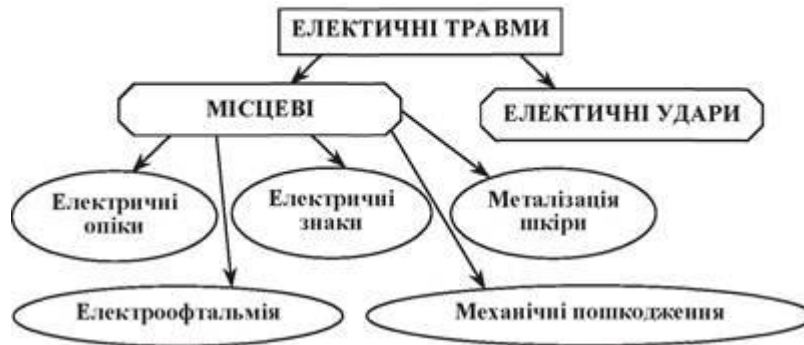 ЕЛЕКТИЧНІ ТРАВМИ
МІСЦЕВІ
ЕЛЕКТИЧНІ УДАРИ
Електричні
опіки
Електричні
знаки
Металізація
шкіри
Електроофтальмія
Механічні пошкодження